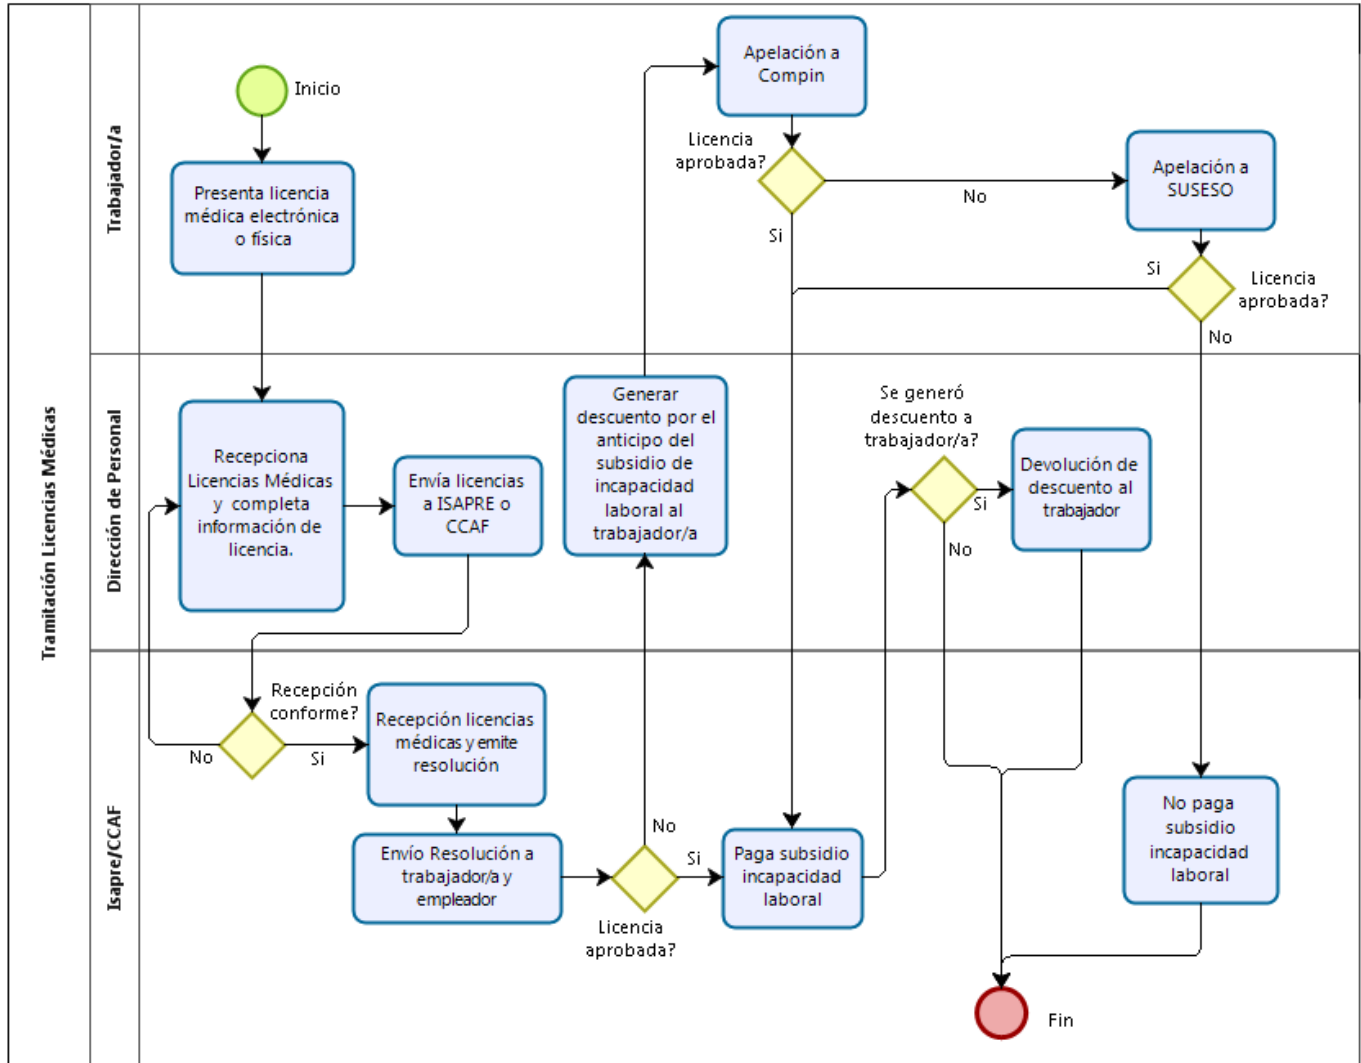 Tramitación Licencias Médicas
Trabajador/a
Inicio
Presenta licencia
médica electrónica
o física
Apelación a
Compin
Licencia
aprobada?
No
Si
Apelación a
SUSESO
Si
Licencia
aprobada?
No
Dirección de Personal
Recepciona
Licencias Médicas
y completa
información de
licencia.
Envía licencias
a ISAPRE o
CCAF
Generar
descuento por el
anticipo del
subsidio de
incapacidad
laboral al
trabajador/a
Se generó
descuento a
trabajador/a?
Si
No
Devolución de
descuento al
trabajador
Isapre/CCAF
Recepción
conforme?
No
Si
Recepción licencias
médicas y emite
resolución
Envío Resolución a
trabajador/a y
empleador
No
Si
Licencia
aprobada?
Paga subsidio
incapacidad
laboral
No paga
subsidio
incapacidad
laboral
Fin